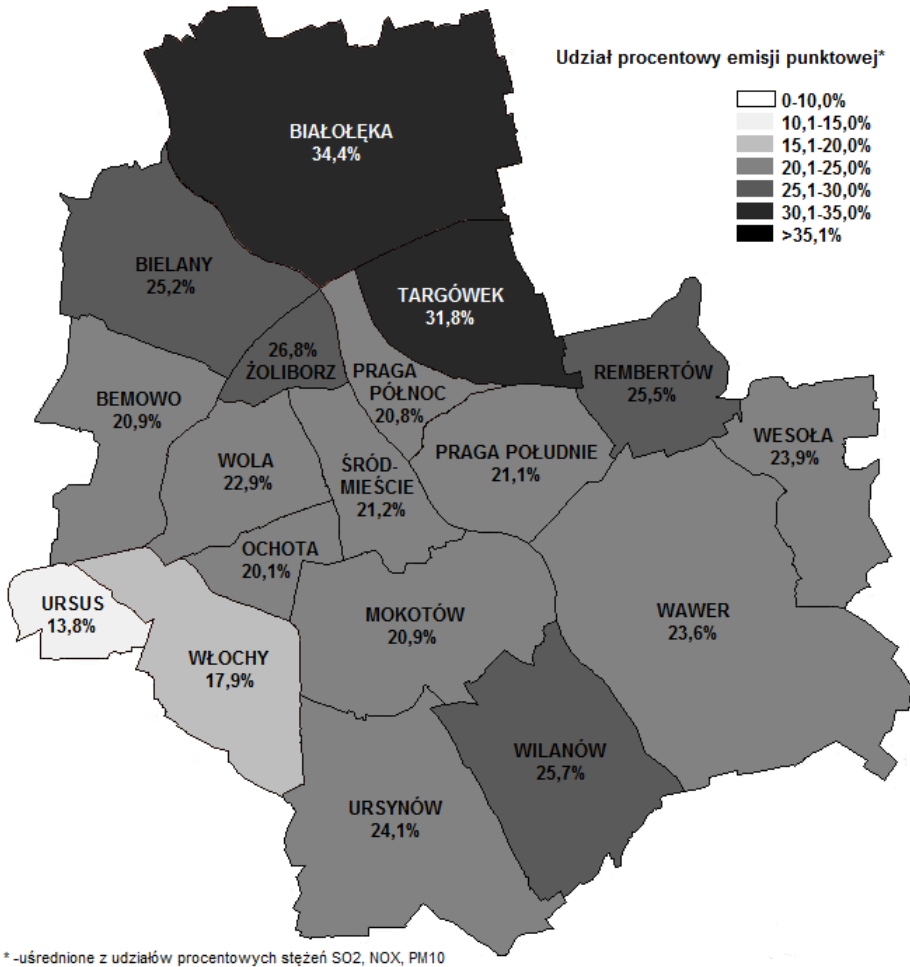 Udział procentowy emisji punktowej*
0-10,0%
10,1-15,0%
15,1-20,0%
20,1-25,0%
25,1-30,0%
30,1-35,0%
>35,1%
BIAŁOŁĘKA
34,4%
BIELANY
25,2%
TARGÓWEK
31,8%
26,8%
ŻOLIBORZ
PRAGA
PÓŁNOC
20,8%
REMBERTÓW
25,5%
BEMOWO
20,9%
WESOŁA
23,9%
WOLA
22,9%
ŚRÓD-
MIEŚCIE
21,2%
PRAGA POŁUDNIE
21,1%
OCHOTA
20,1%
URSUS
13,8%
MOKOTÓW
20,9%
WAWER
23,6%
WŁOCHY
17,9%
WILANÓW
25,7%
URSYNÓW
24,1%
* -uśrednione z udziałów procentowych stężeń SO2, NOX, PM10